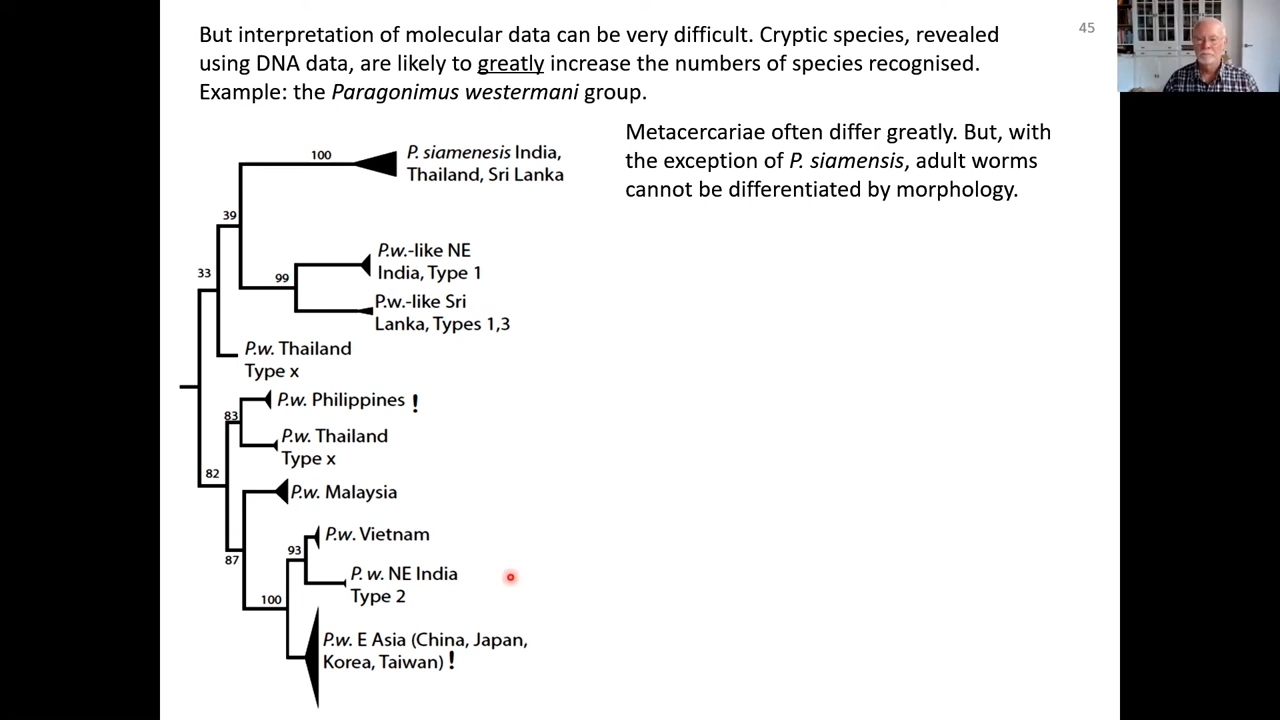 But interpretation of molecular data can be very difficult. Cryptic species, revealed
using DNA data, are likely to greatly increase the numbers of species recognised.
Example: the Paragonimus westermani group.
45
Metacercariae often differ greatly. But, with
the exception of P. siamensis, adult worms
cannot be differentiated by morphology.
100
P. siamenesis India,
Thailand, Sri Lanka
39
P.w.-like NE
India, Type 1
33
99
P.w.-like Sri
Lanka, Types 1,3
P.w. Thailand
Type x
P.w. Philippines !
83
P.w. Thailand
Type x
82
P.w. Malaysia
P.w. Vietnam
93
87
P. w. NE India
Type 2
100
P.w. E Asia (China, Japan,
Korea, Taiwan) !